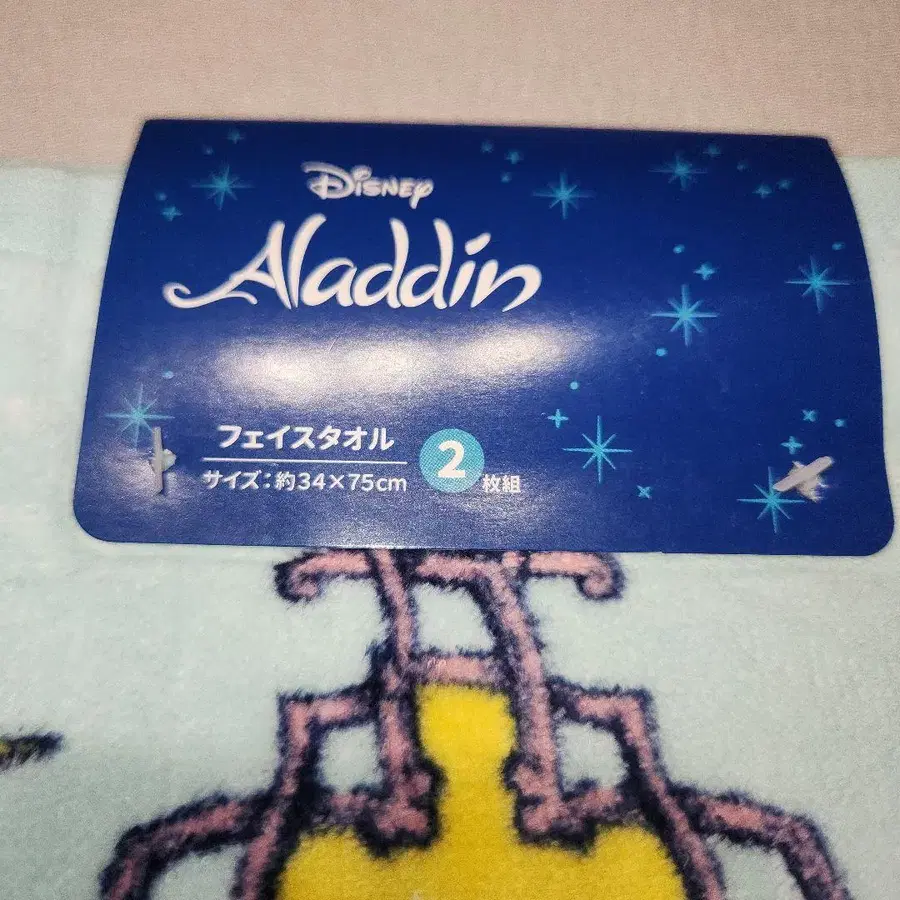 Disney
Aladdin
フェイスタオル
サイズ：約34×75cm
2枚組